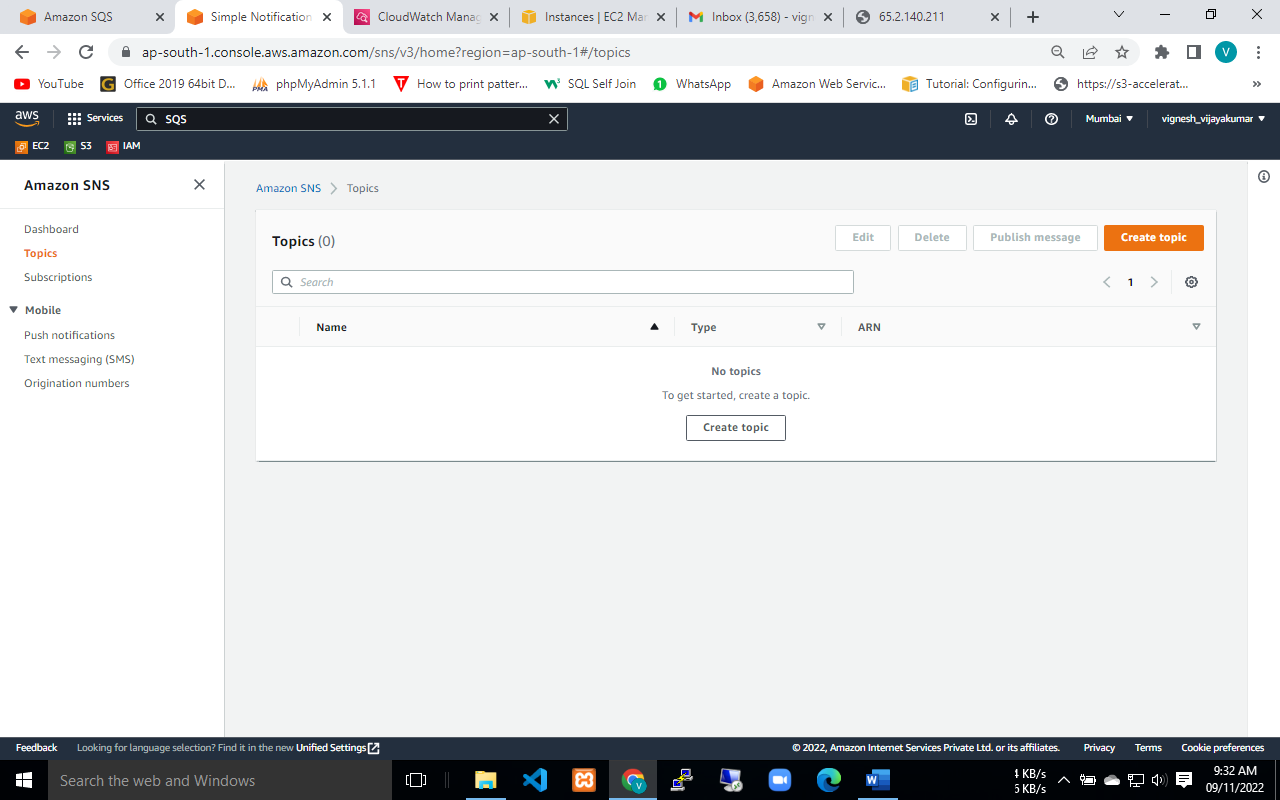 Amazon SQS
Simple Notification
CloudWatch Manag
Instances | EC2 Man
Inbox (3,658) - vign
65.2.140.211
ap-south-1.console.aws.amazon.com/sns/v3/home?region=ap-south-1#/topics
V
YouTube
Office 2019 64bit D...
phpMyAdmin 5.1.1
How to print patter...
SQL Self Join
WhatsApp
Amazon Web Servic...
Tutorial: Configurin...
https://s3-accelerat...
»
aws
Services
SQS
Mumbai
vignesh_vijayakumar
EC2
S3
IAM
Amazon SNS
Dashboard
Topics
Subscriptions
Mobile
Push notifications
Text messaging (SMS)
Origination numbers
Amazon SNS
Topics
Topics (0)
Edit
Delete
Publish message
Create topic
Search
1
Name
Type
ARN
No topics
To get started, create a topic.
Create topic
Feedback
Looking for language selection? Find it in the new Unified Settings
© 2022, Amazon Internet Services Private Ltd. or its affiliates.
Privacy
Terms
Cookie preferences
Search the web and Windows
KB/s
KB/s
9:32 AM
09/11/2022